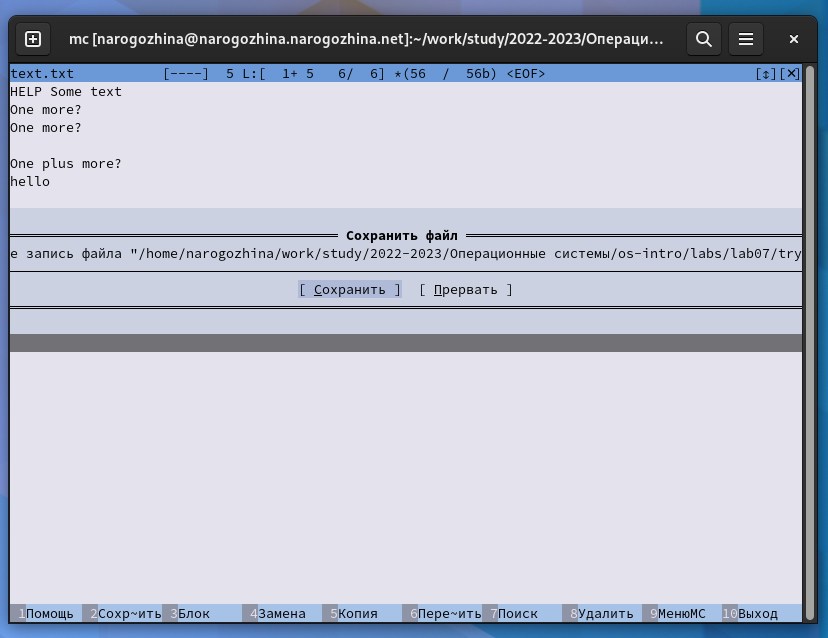 mc [narogozhina@narogozhina.narogozhina.net]:~/work/study/2022-2023/Операци...
text.txt [----] 5 L:[ 1+ 5 6/ 6] *(56 / 56b) <EOF> [↕][×]
HELP Some text
One more?
One more?
One plus more?
hello
Сохранить файл
е запись файла "/home/narogozhina/work/study/2022-2023/Операционные системы/os-intro/labs/lab07/try
[ Сохранить ] [ Прервать ]
1Помощь 2Сохр~ить 3Блок 4Замена 5Копия 6Пере~ить 7Поиск 8Удалить 9МенюMC 10Выход